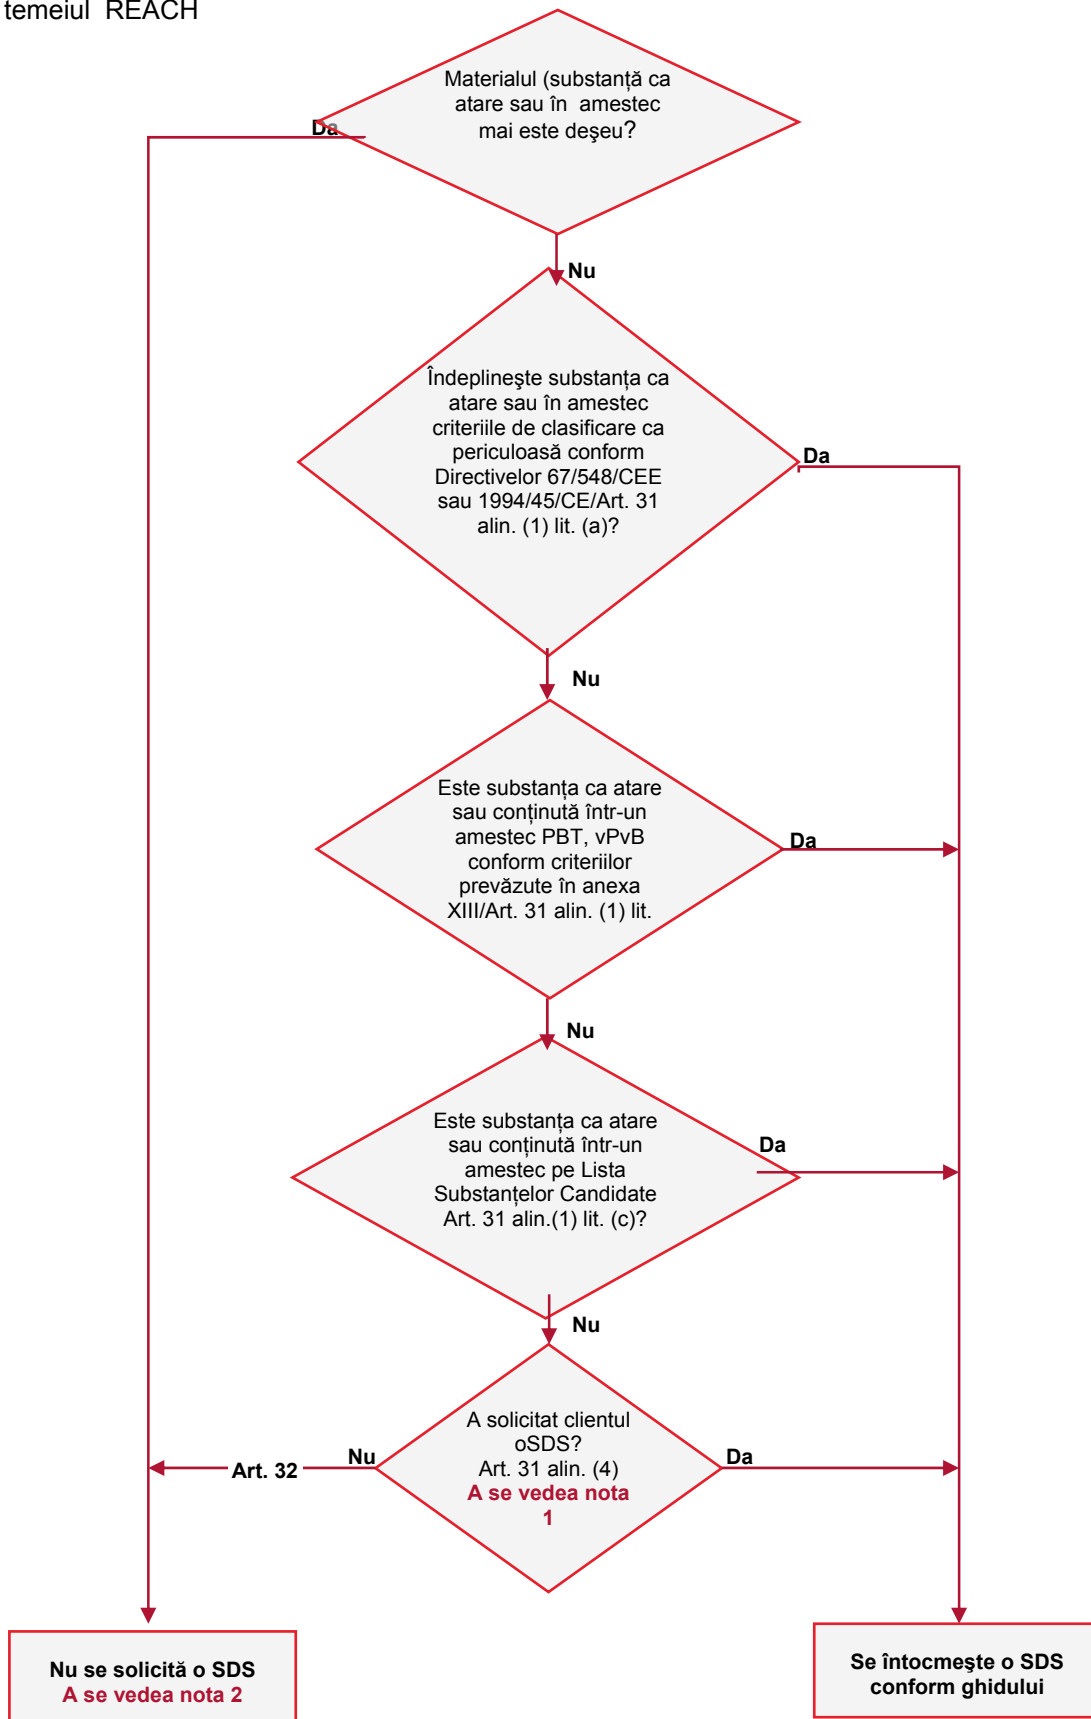 temeiul REACH
Materialul (substanță ca
atare sau în amestec
mai este deşeu?
Da
Nu
Îndeplineşte substanța ca
atare sau în amestec
criteriile de clasificare ca
periculoasă conform
Directivelor 67/548/CEE
sau 1994/45/CE/Art. 31
alin. (1) lit. (a)?
Da
Nu
Este substanța ca atare
sau conținută într-un
amestec PBT, vPvB
conform criteriilor
prevăzute în anexa
XIII/Art. 31 alin. (1) lit.
Da
Nu
Este substanța ca atare
sau conținută într-un
amestec pe Lista
Substanțelor Candidate
Art. 31 alin.(1) lit. (c)?
Da
Nu
A solicitat clientul
oSDS?
Art. 31 alin. (4)
A se vedea nota
1
Nu
Art. 32
Da
Nu se solicită o SDS
A se vedea nota 2
Se întocmeşte o SDS
conform ghidului